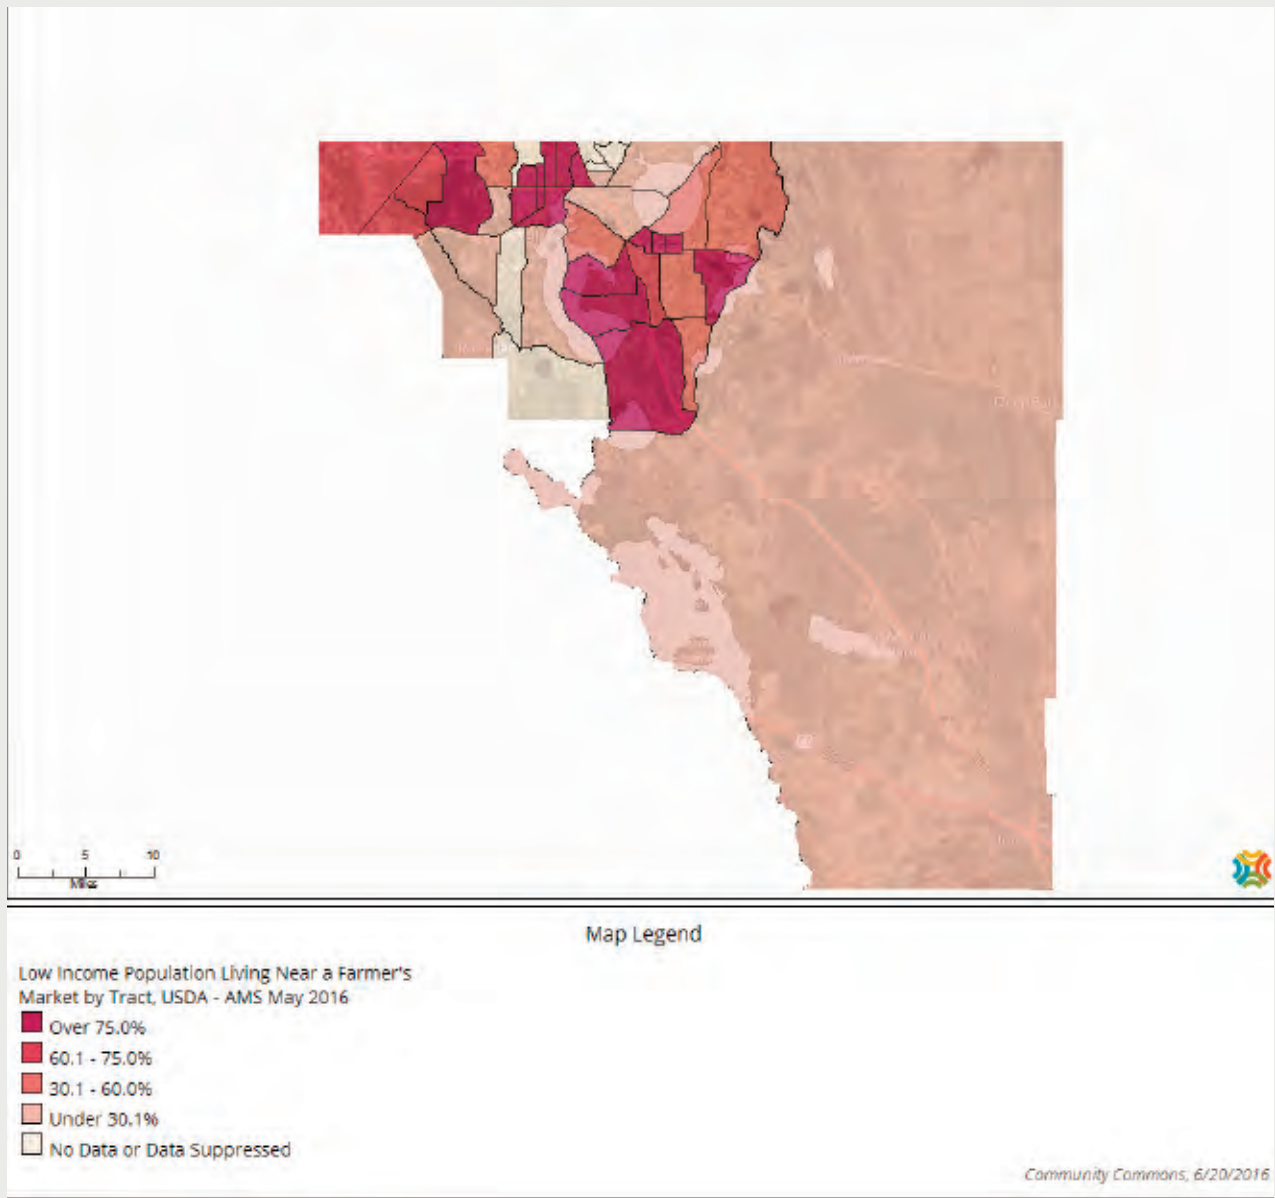 0 5 10
Miles
Map Legend
Low Income Population Living Near a Farmer's
Market by Tract, USDA - AMS May 2016
Over 75.0%
60.1 - 75.0%
30.1 - 60.0%
Under 30.1%
No Data or Data Suppressed
Community Commons, 6/20/2016